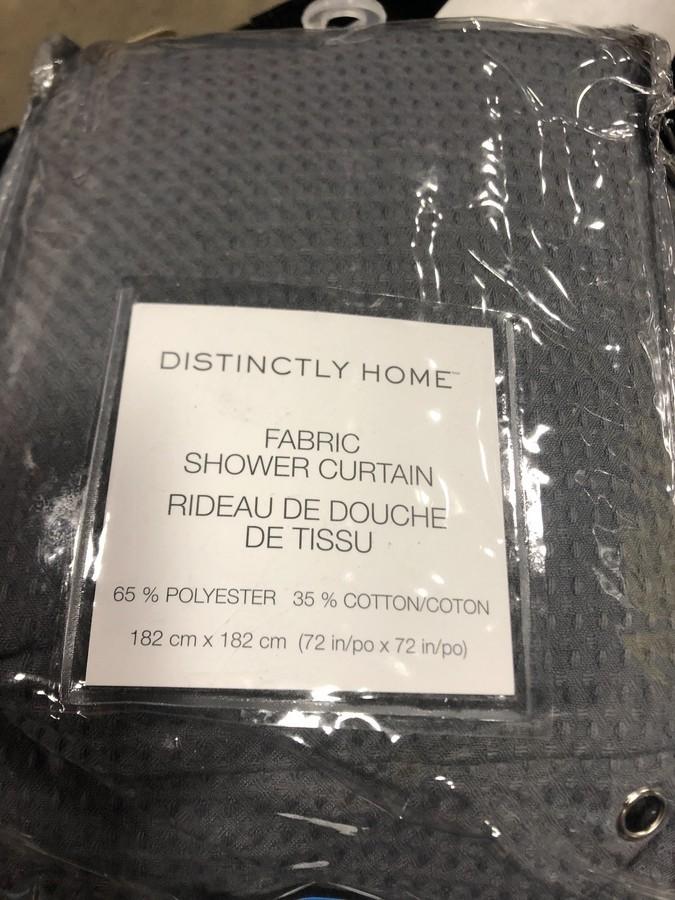 DISTINCTLY HOME™
FABRIC
SHOWER CURTAIN
RIDEAU DE DOUCHE
DE TISSU
65 % POLYESTER 35 % COTTON/COTON
182 cm x 182 cm (72 in/po x 72 in/po)